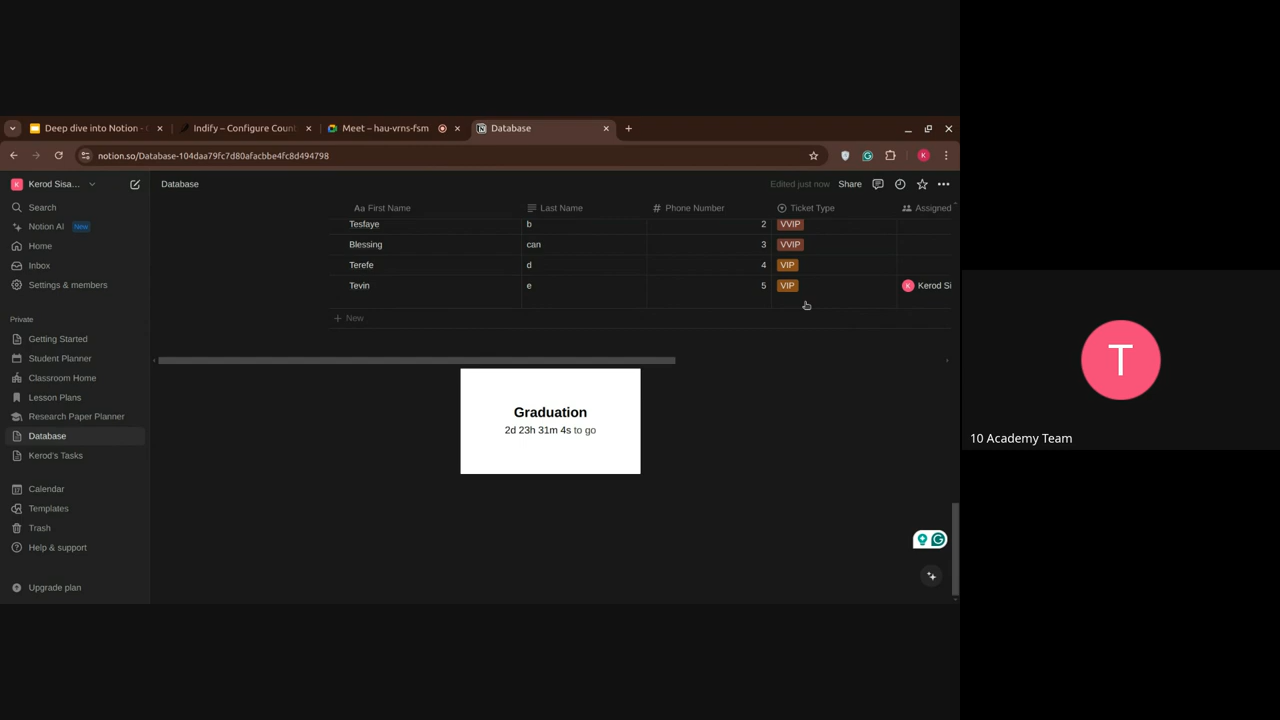 Deep dive into Notion -
Indify – Configure Count
Meet – hau-vrns-fsm
Database
notion.so/Database-104daa79fc7d80afacbbe4fc8d494798
K
K
Kerod Sisa...
Database
Edited just now
Share
Search
Notion AI New
Home
Inbox
Settings & members
Private
Getting Started
Student Planner
Classroom Home
Lesson Plans
Research Paper Planner
Database
Kerod's Tasks
Calendar
Templates
Trash
Help & support
Upgrade plan
Aa First Name Last Name # Phone Number Ticket Type Assigned
Tesfaye b 2 VVIP
Blessing can 3 VVIP
Terefe d 4 VIP
Tevin e 5 VIP K Kerod Si
+ New
Graduation
2d 23h 31m 4s to go
T
10 Academy Team